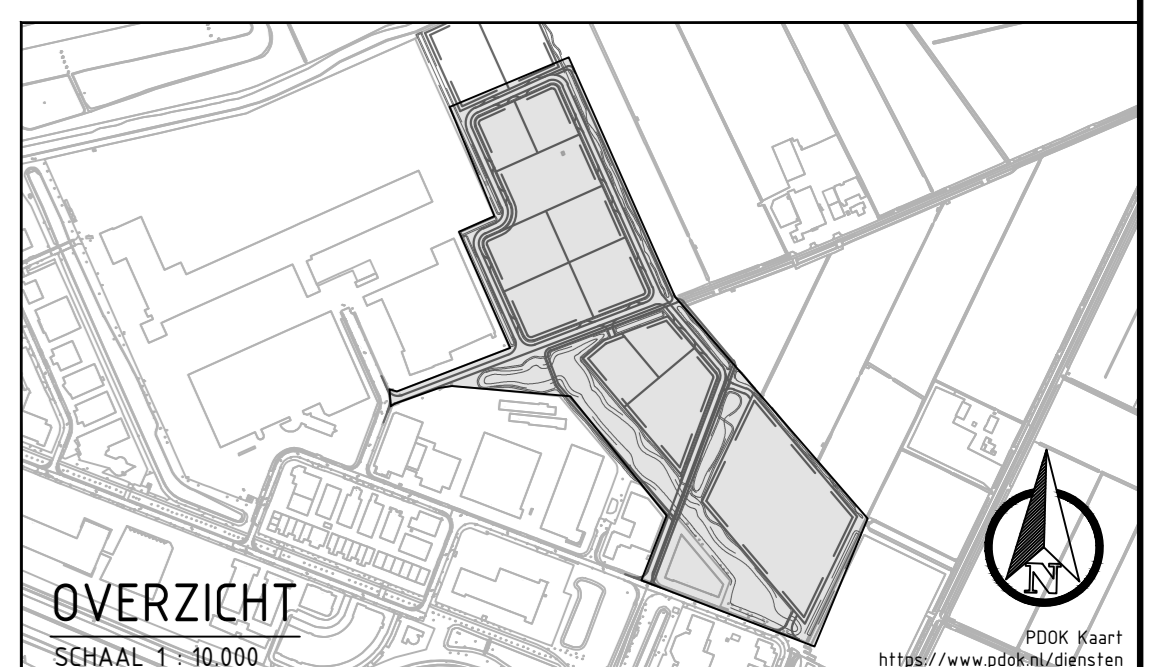 N
OVERZICHT
SCHAAL 1 : 10.000
PDOK Kaart
https://www.pdok.nl/diensten